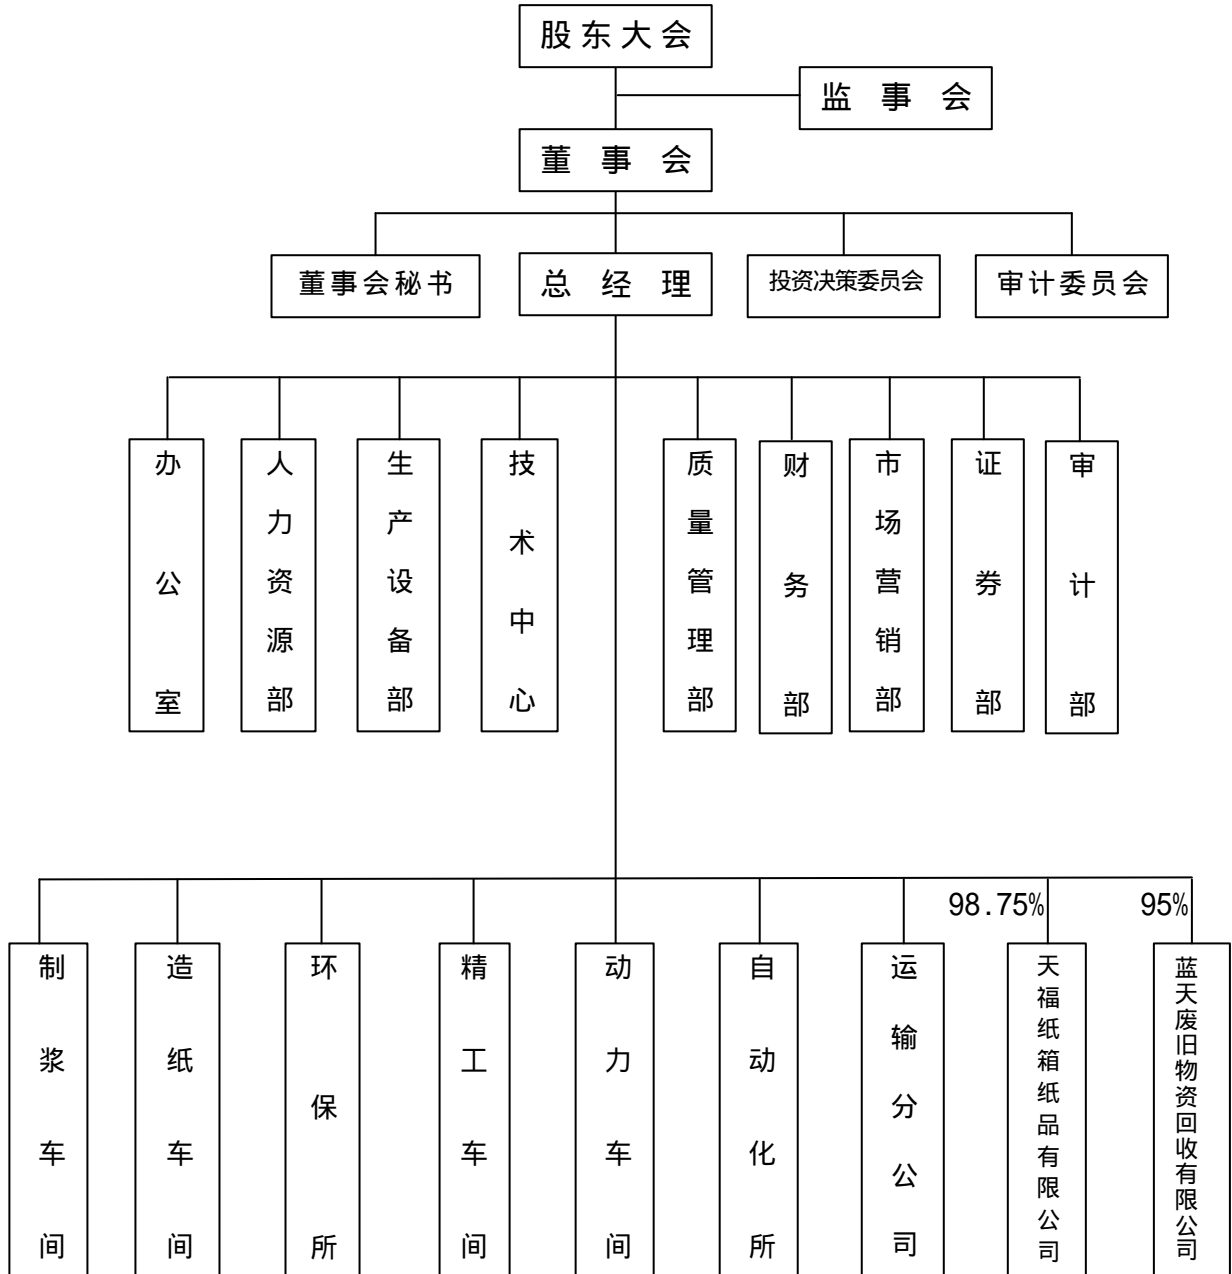 股东大会
监事会
董事会
董事会秘书
总经理
投资决策委员会
审计委员会
办公室
人力资源部
生产设备部
技术中心
质量管理部
财务部
市场营销部
证券部
审计部
98.75%
95%
制浆车间
造纸车间
环保所
精工车间
动力车间
自动化所
运输分公司
天福纸箱纸品有限公司
蓝天废旧物资回收有限公司